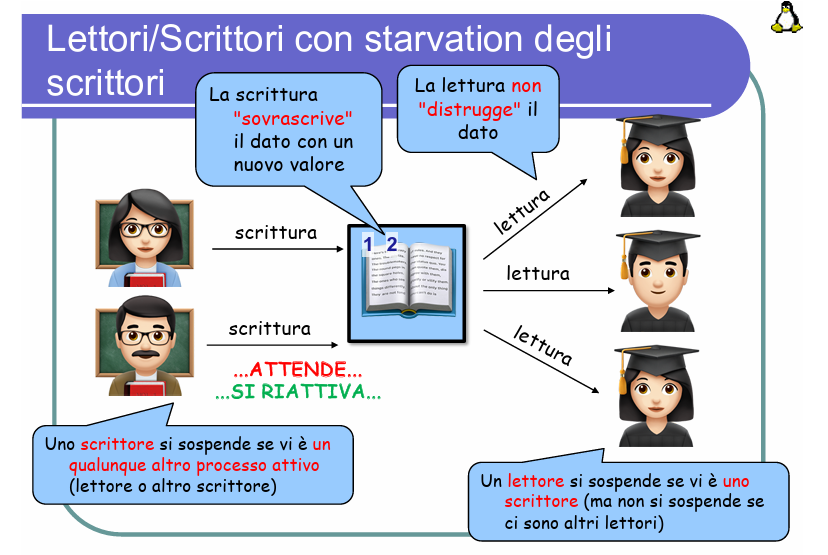 Lettori/Scrittori con starvation degli
scrittori
La scrittura
"sovrascrive"
il dato con un
nuovo valore
La lettura non
"distrugge" il
dato
scrittura
1 2
lettura
lettura
lettura
scrittura
...ATTENDE...
...SI RIATTIVA...
Uno scrittore si sospende se vi è un
qualunque altro processo attivo
(lettore o altro scrittore)
Un lettore si sospende se vi è uno
scrittore (ma non si sospende se
ci sono altri lettori)